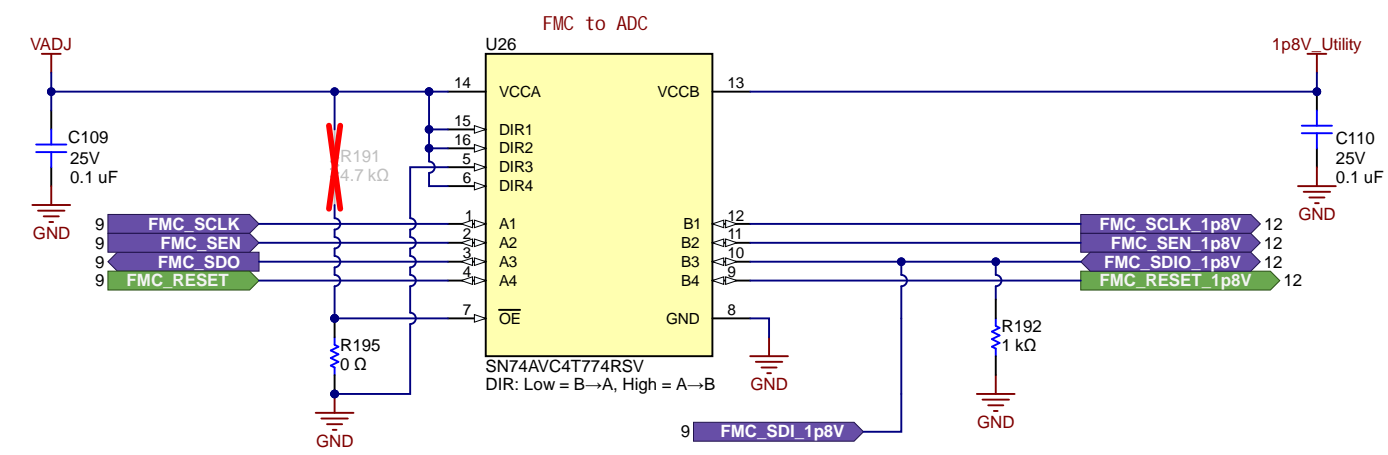 FMC to ADC
VADJ
U26
1p8V_Utility
14 VCCA VCCB 13
C109
25V
0.1 uF
GND
R191
4.7 kΩ
15 DIR1
16 DIR2
5 DIR3
6 DIR4
C110
25V
0.1 uF
GND
9 FMC_SCLK 1 A1 B1 12 FMC_SCLK_1p8V 12
9 FMC_SEN 2 A2 B2 11 FMC_SEN_1p8V 12
9 FMC_SDO 3 A3 B3 10 FMC_SDIO_1p8V 12
9 FMC_RESET 4 A4 B4 9 FMC_RESET_1p8V 12
7 OE GND 8
R195
0 Ω
GND
R192
1 kΩ
GND
SN74AVC4T774RSV
DIR: Low = B→A, High = A→B
GND
9 FMC_SDI_1p8V